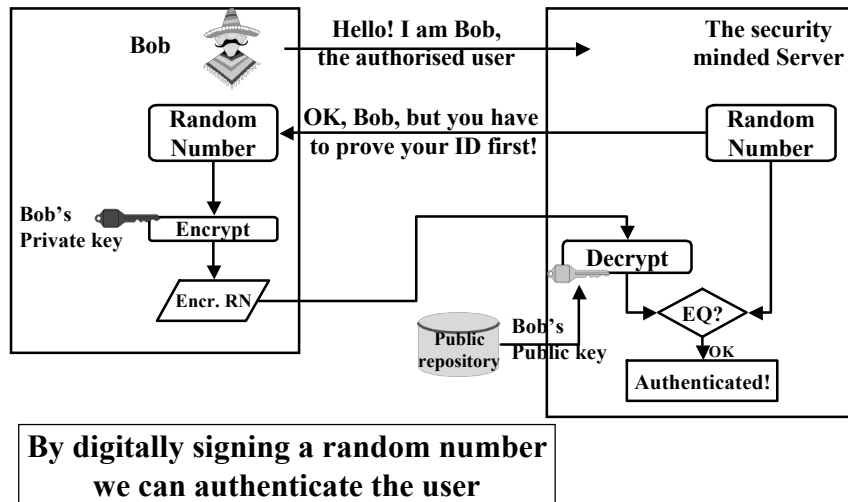 Bob
Hello! I am Bob,
the authorised user
The security
minded Server
Random
Number
OK, Bob, but you have
to prove your ID first!
Random
Number
Bob's
Private key
Encrypt
Decrypt
Encr. RN
EQ?
Public
repository
Bob's
Public key
OK
Authenticated!
By digitally signing a random number
we can authenticate the user